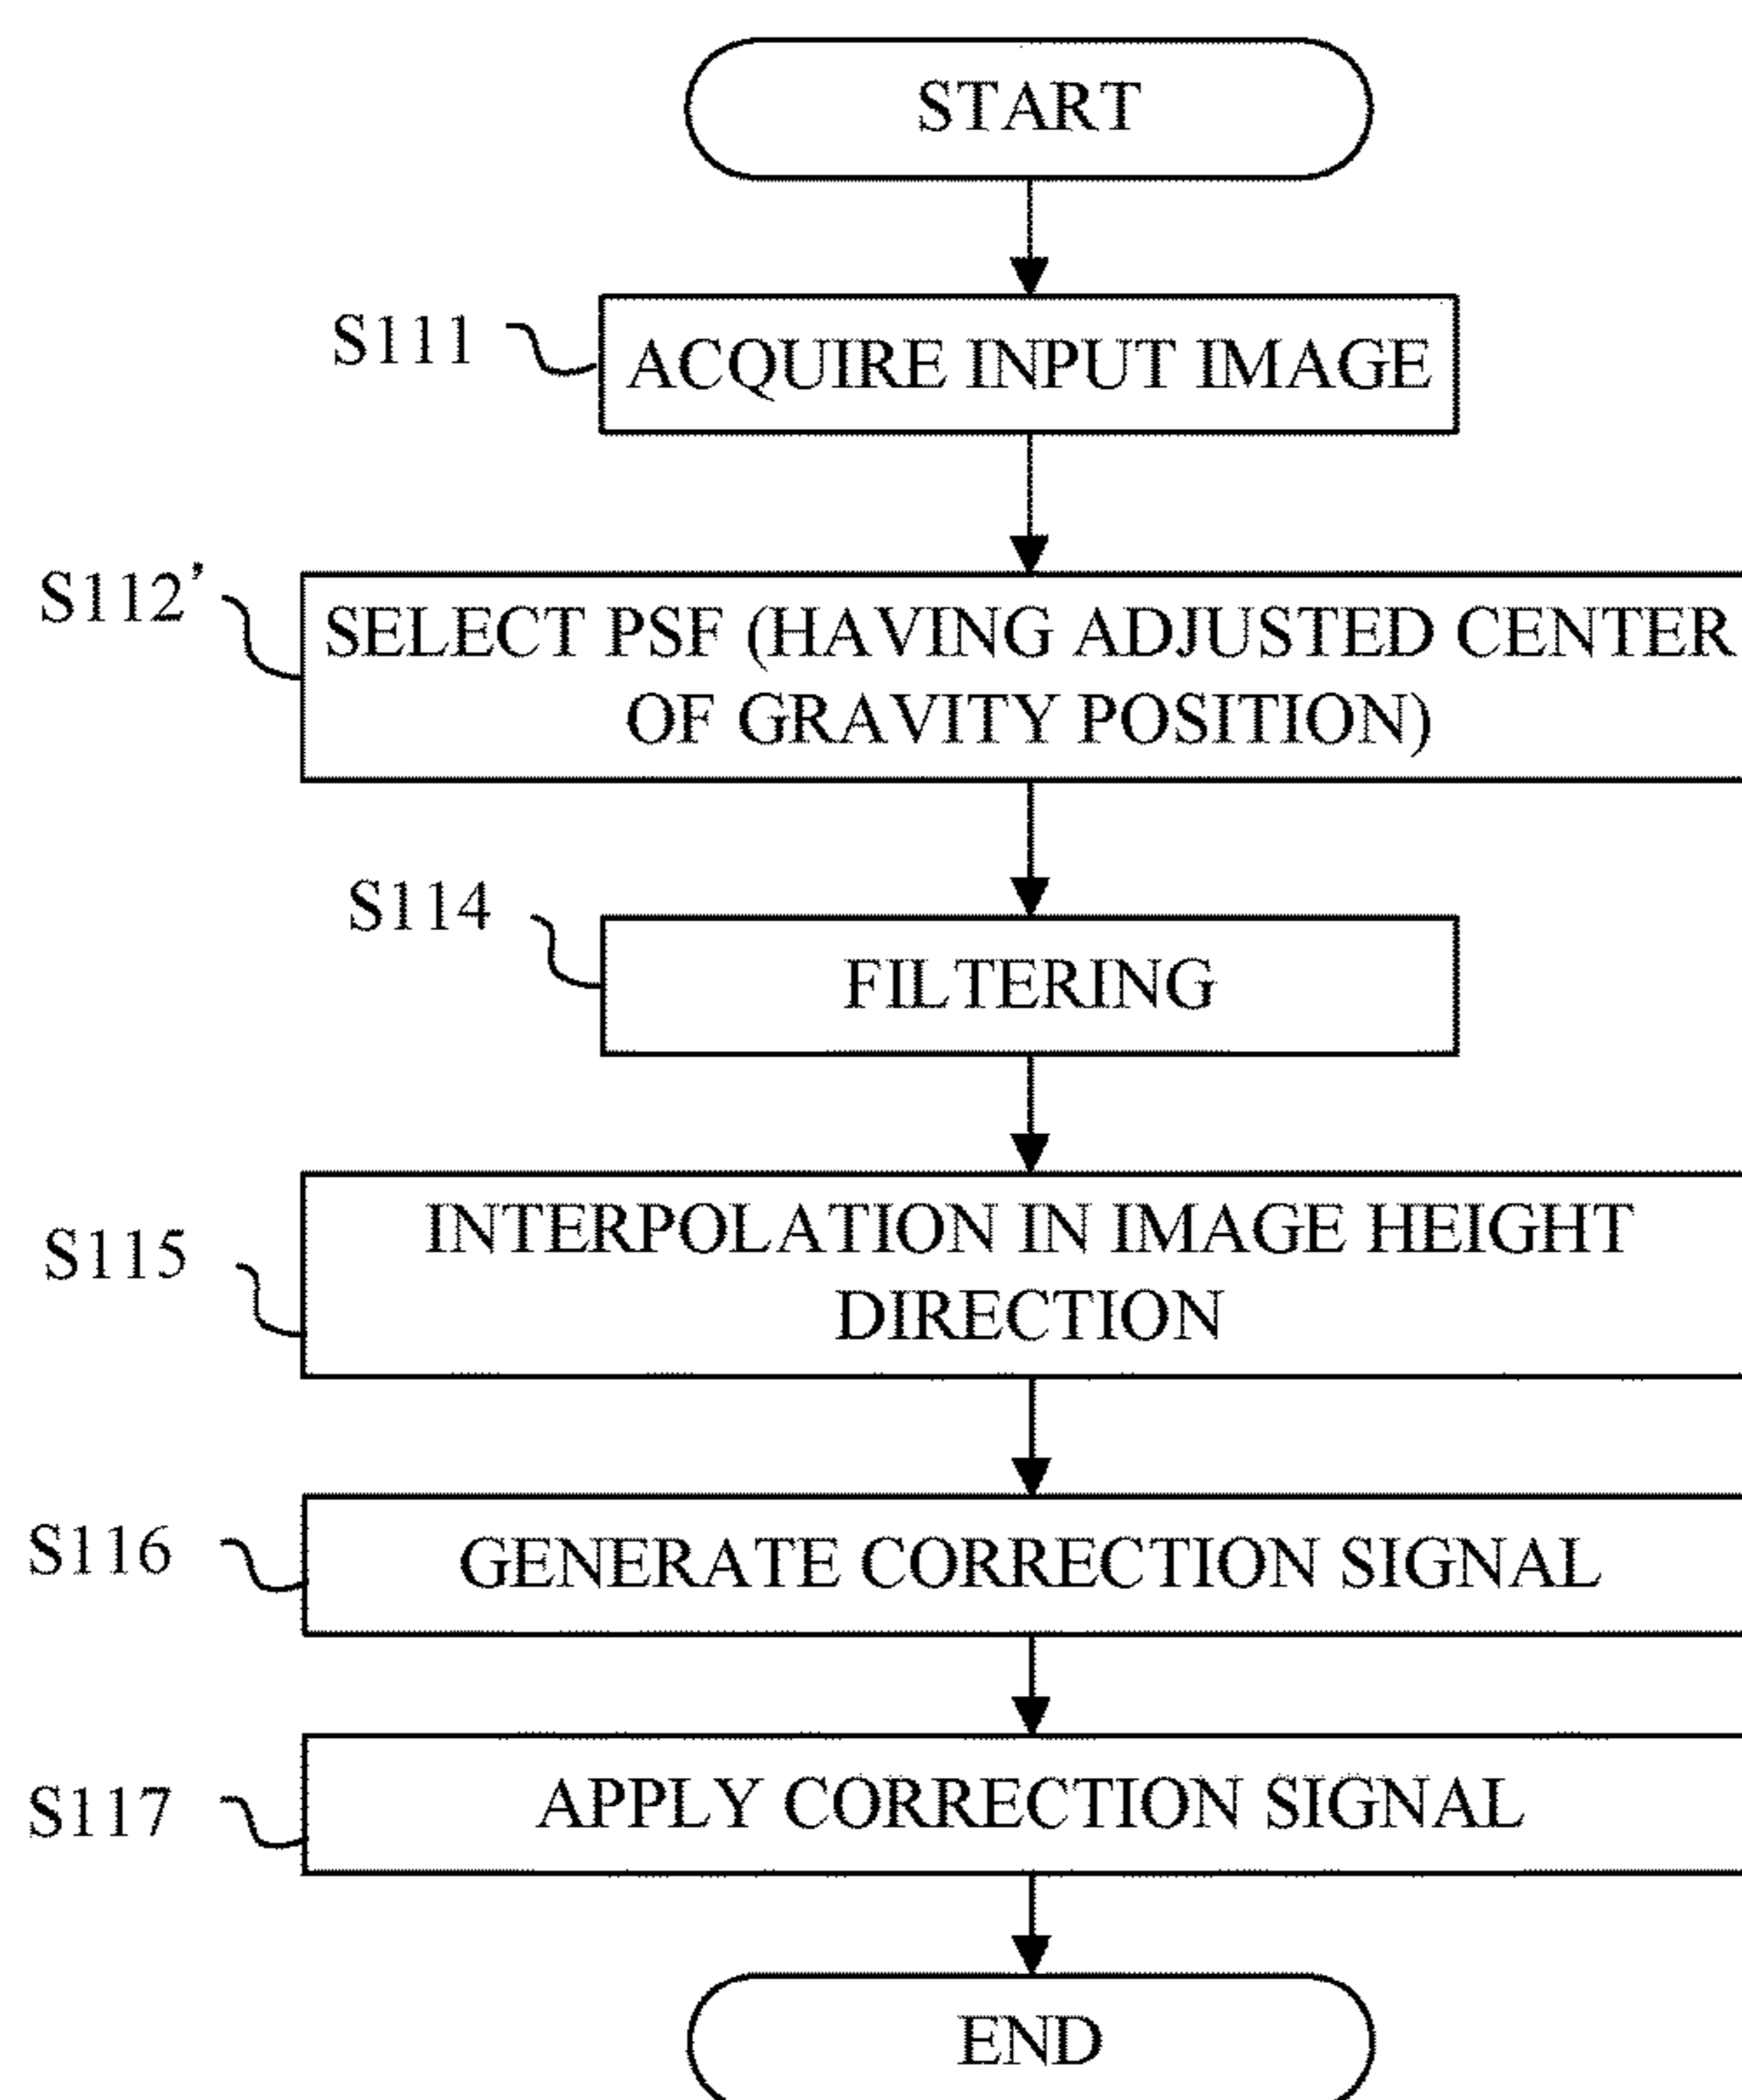 START
S111
ACQUIRE INPUT IMAGE
S112’
SELECT PSF (HAVING ADJUSTED CENTER
OF GRAVITY POSITION)
S114
FILTERING
S115
INTERPOLATION IN IMAGE HEIGHT
DIRECTION
S116
GENERATE CORRECTION SIGNAL
S117
APPLY CORRECTION SIGNAL
END